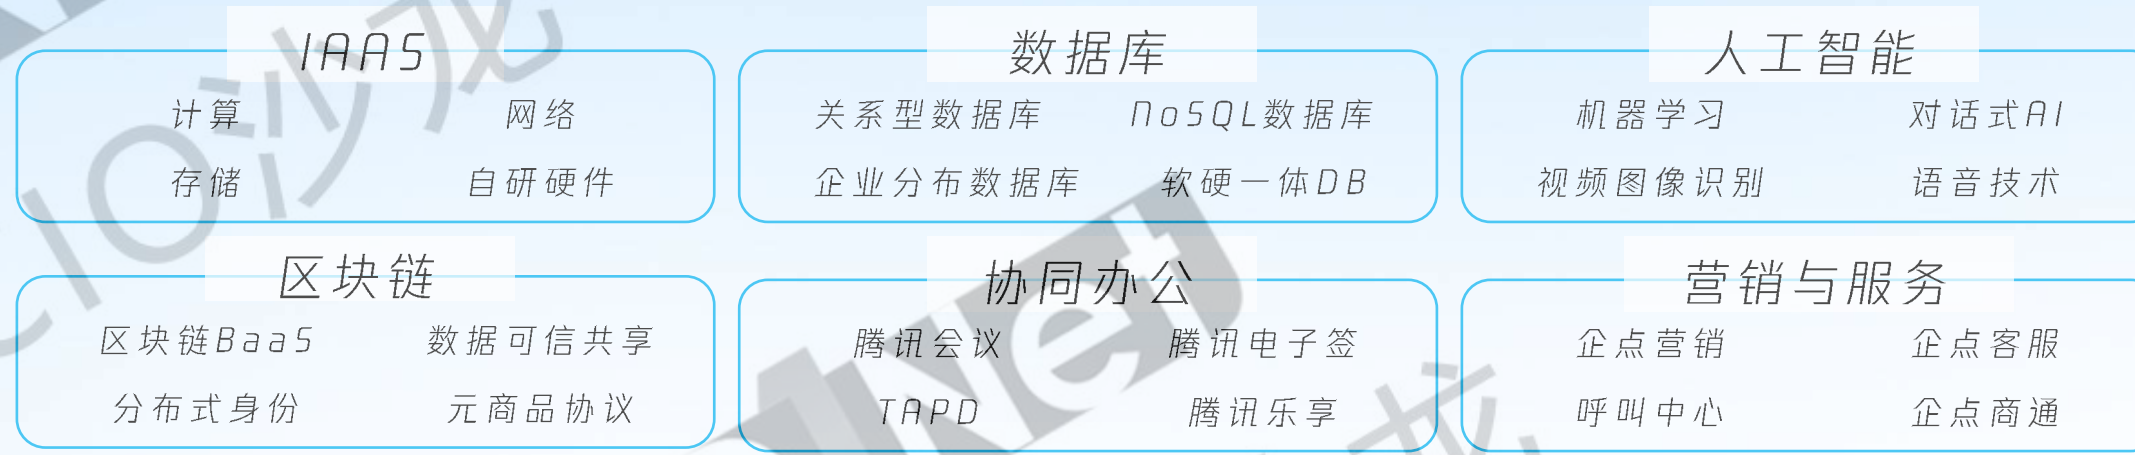 IAAS
计算 网络
存储 自研硬件
数据库
关系型数据库 NoSQL数据库
企业分布数据库 软硬一体DB
人工智能
机器学习 对话式AI
视频图像识别 语音技术
区块链
区块链BaaS 数据可信共享
分布式身份 元商品协议
协同办公
腾讯会议 腾讯电子签
TAPD 腾讯乐享
营销与服务
企点营销 企点客服
呼叫中心 企点商通
CIO沙龙